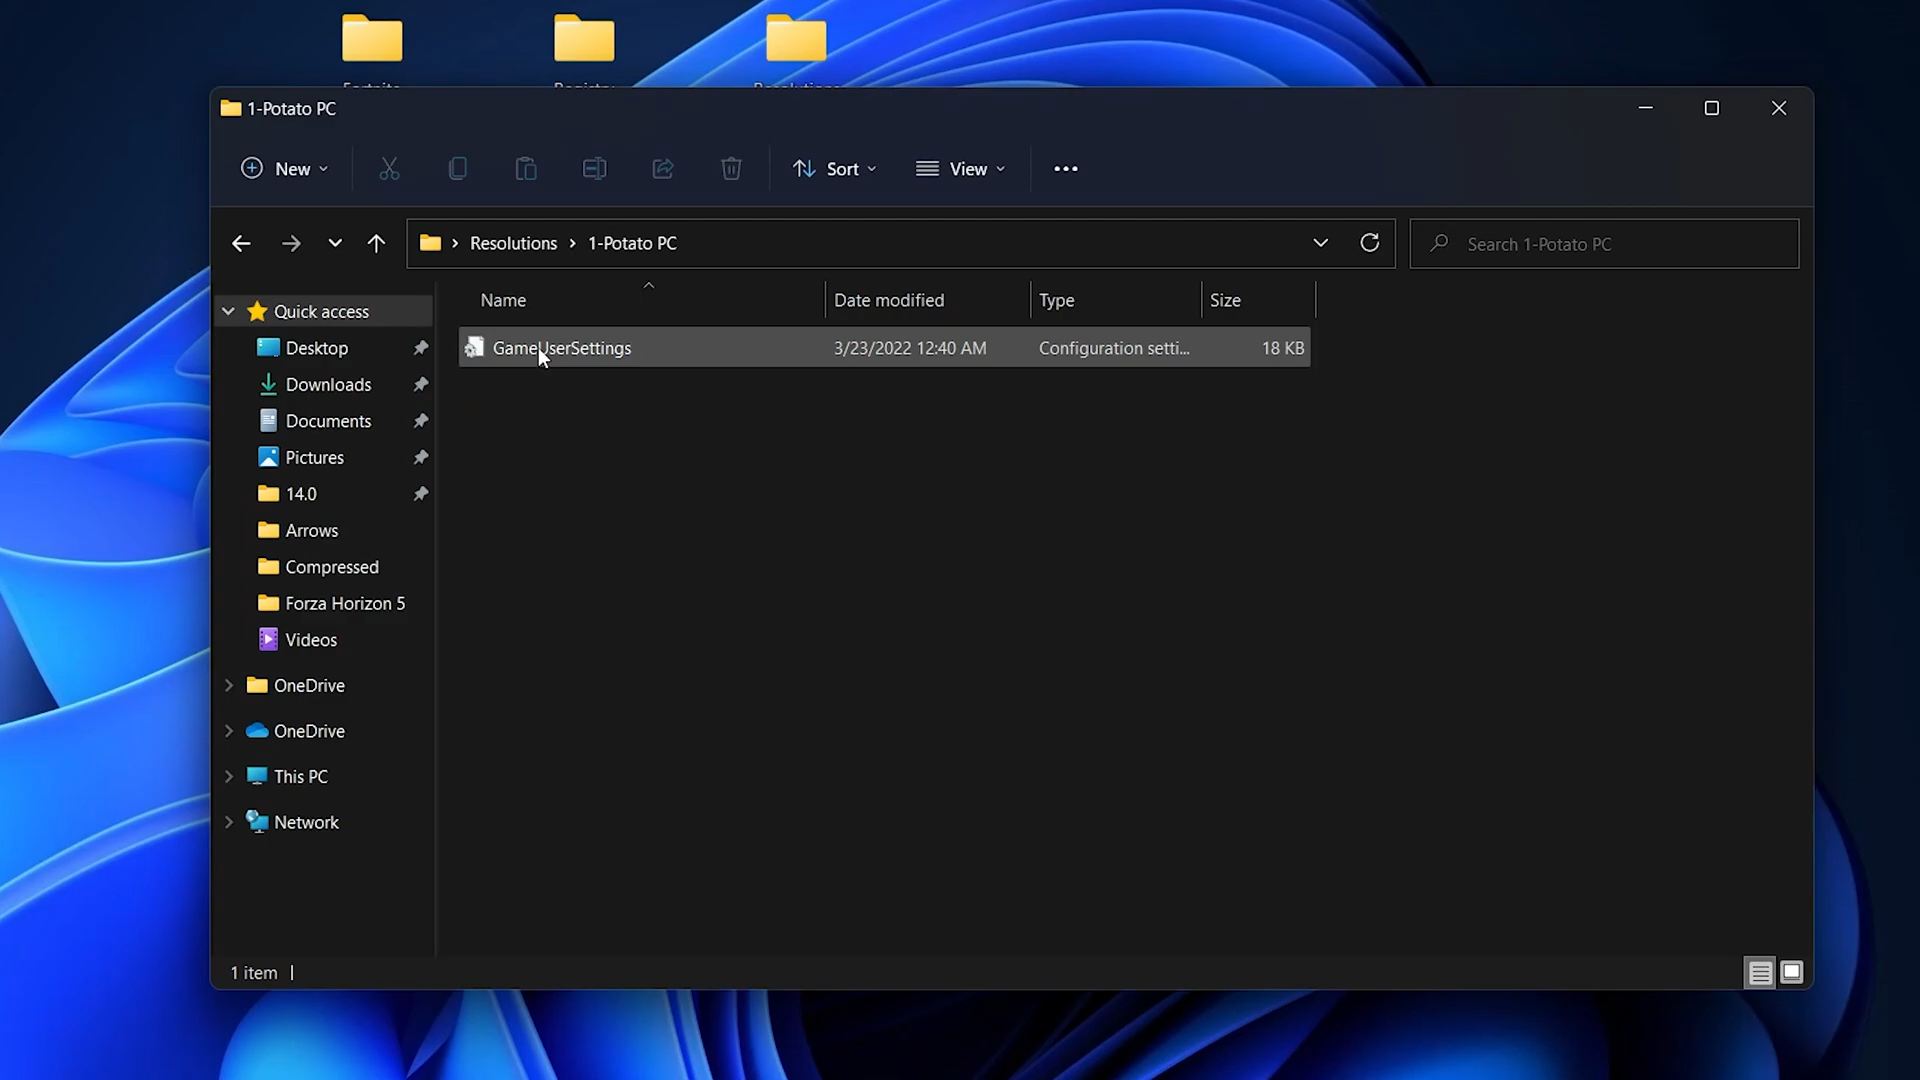 1-Potato PC
New
Sort
View
Resolutions > 1-Potato PC
Search 1-Potato PC
Name
Date modified
Type
Size
GameUserSettings
3/23/2022 12:40 AM
Configuration setti...
18 KB
Quick access
Desktop
Downloads
Documents
Pictures
14.0
Arrows
Compressed
Forza Horizon 5
Videos
OneDrive
OneDrive
This PC
Network
1 item